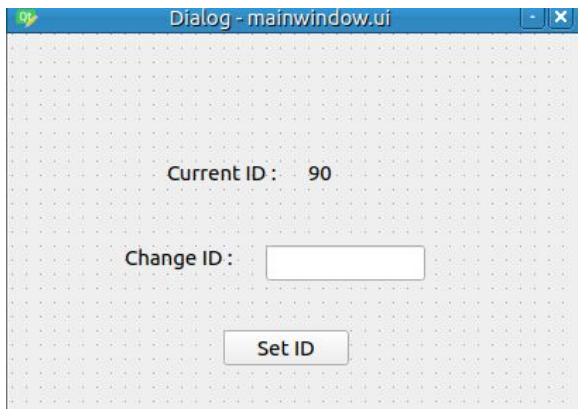 Dialog - mainwindow.ui
Current ID : 90
Change ID :
Set ID